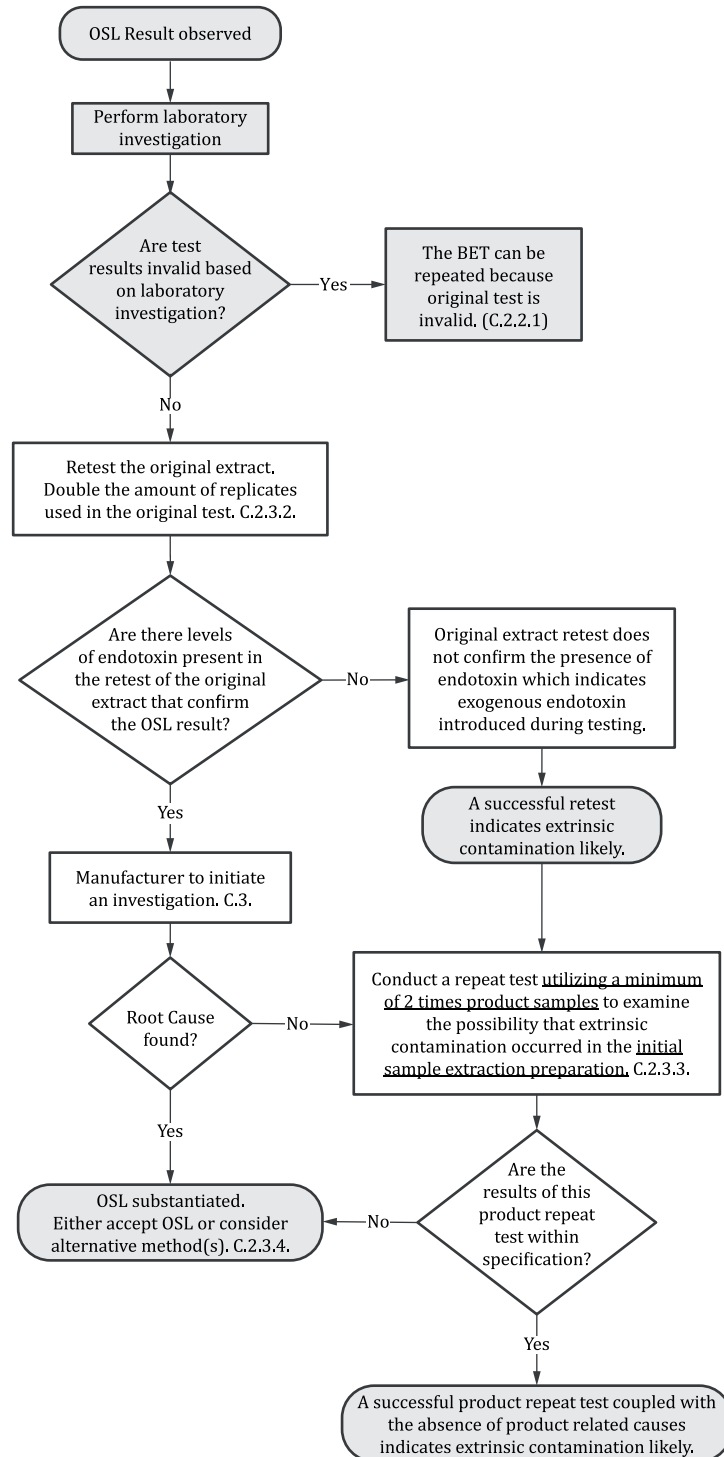 OSL Result observed
Perform laboratory
investigation
Are test
results invalid based
on laboratory
investigation?
Yes
The BET can be
repeated because
original test is
invalid. (C.2.2.1)
No
Retest the original extract.
Double the amount of replicates
used in the original test. C.2.3.2.
Are there levels
of endotoxin present in
the retest of the original
extract that confirm
the OSL result?
No
Original extract retest does
not confirm the presence of
endotoxin which indicates
exogenous endotoxin
introduced during testing.
A successful retest
indicates extrinsic
contamination likely.
Yes
Manufacturer to initiate
an investigation. C.3.
Root Cause
found?
No
Conduct a repeat test utilizing a minimum
of 2 times product samples to examine
the possibility that extrinsic
contamination occurred in the initial
sample extraction preparation. C.2.3.3.
Yes
OSL substantiated.
Either accept OSL or consider
alternative method(s). C.2.3.4.
No
Are the
results of this
product repeat
test within
specification?
Yes
A successful product repeat test coupled with
the absence of product related causes
indicates extrinsic contamination likely.